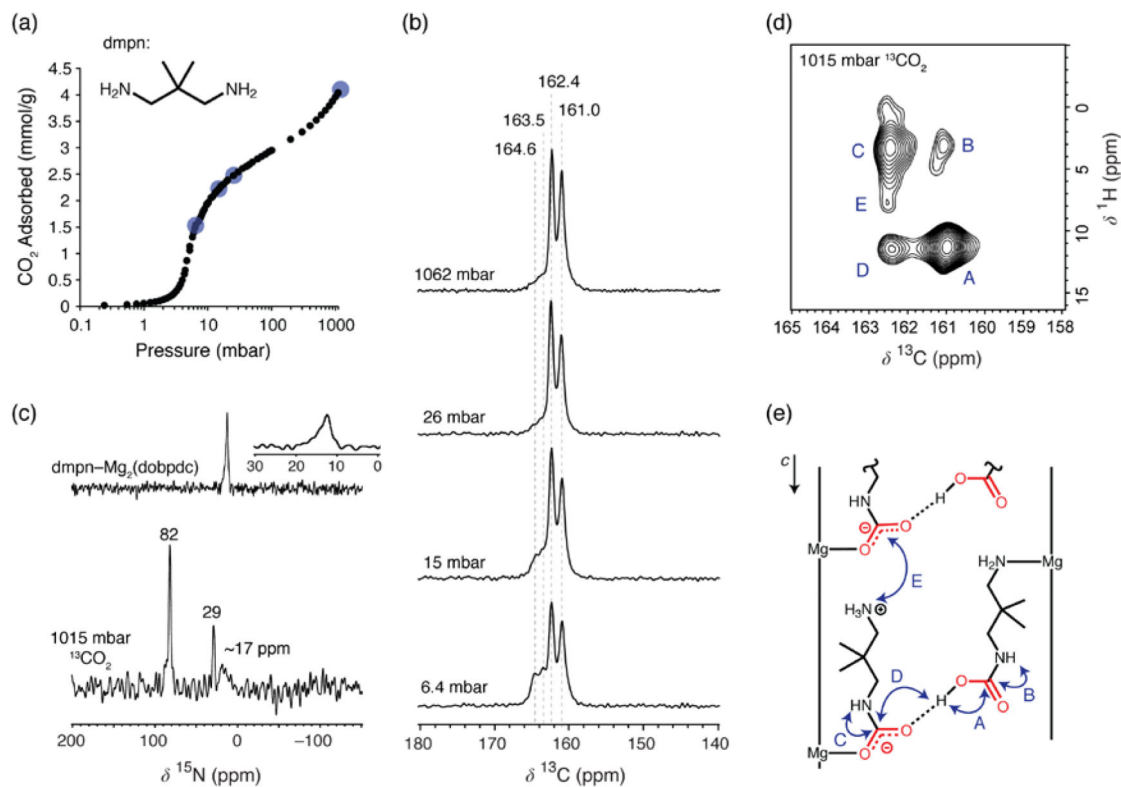 (a)
dmpn:
H₂N
NH₂
CO₂ Adsorbed (mmol/g)
4.5
4
3.5
3
2.5
2
1.5
1
0.5
0
0.1
1
10
100
1000
Pressure (mbar)
(b)
162.4
163.5
161.0
164.6
1062 mbar
26 mbar
15 mbar
6.4 mbar
180
170
160
150
140
δ ¹³C (ppm)
(c)
dmpn–Mg₂(dobpdc)
30
20
10
0
82
29
~17 ppm
1015 mbar
¹³CO₂
200
100
0
−100
δ ¹⁵N (ppm)
(d)
1015 mbar ¹³CO₂
C
B
E
D
A
0
5
10
15
δ ¹H (ppm)
165
164
163
162
161
160
159
158
δ ¹³C (ppm)
(e)
c
HN
H
O
O
⊖
O
O
Mg
O
H₂N
Mg
E
H₃N
⊕
D
NH
HN
O
H
B
A
O
C
O
Mg
O
⊖